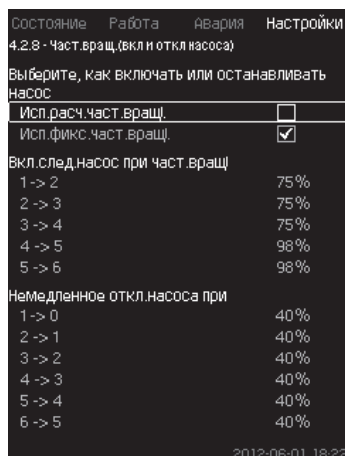 Состояние Работа Авария Настройки
4.2.8 - Част.вращ.(вкл и откл насоса)
Выберите, как включать или останавливать
насос
Исп.расч.част.вращ.
Исп.фикс.част.вращ.
Вкл.след.насос при част.вращ
1 -> 2 75%
2 -> 3 75%
3 -> 4 75%
4 -> 5 98%
5 -> 6 98%
Немедленное откл.насоса при
1 -> 0 40%
2 -> 1 40%
3 -> 2 40%
4 -> 3 40%
5 -> 4 40%
6 -> 5 40%
2012-06-01 18:22